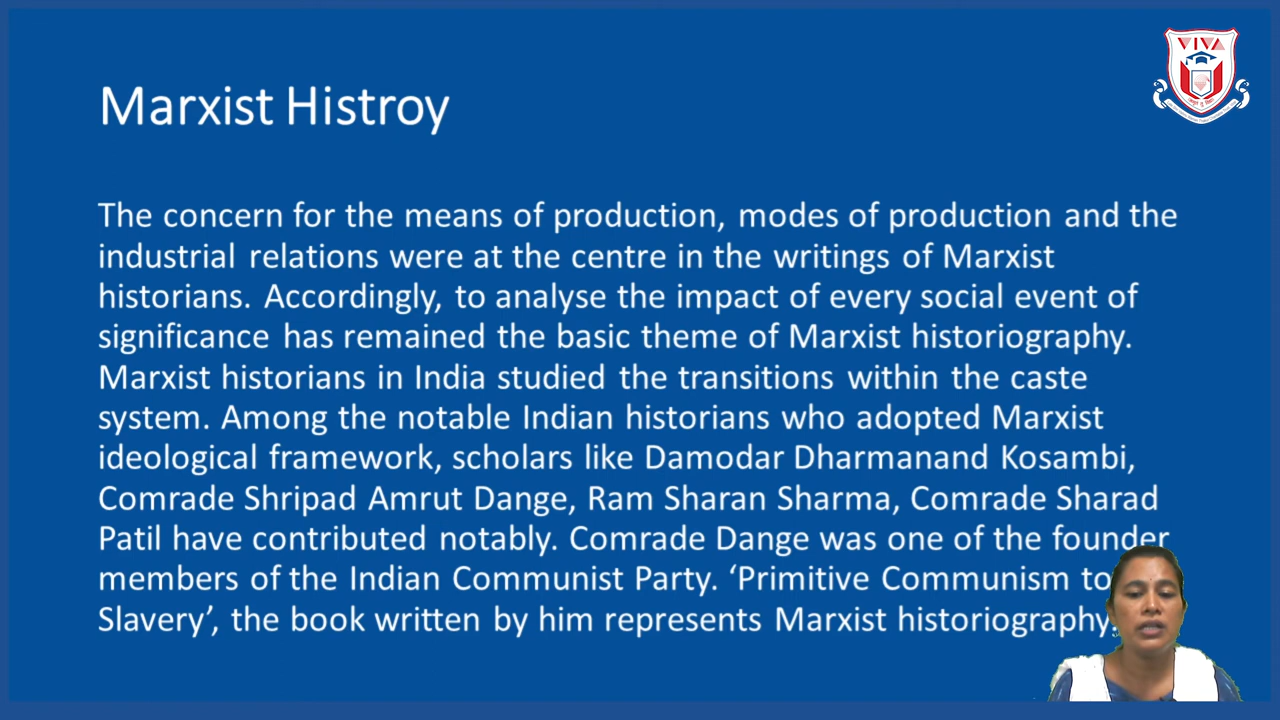 VIVA
Marxist Histroy
The concern for the means of production, modes of production and the
industrial relations were at the centre in the writings of Marxist
historians. Accordingly, to analyse the impact of every social event of
significance has remained the basic theme of Marxist historiography.
Marxist historians in India studied the transitions within the caste
system. Among the notable Indian historians who adopted Marxist
ideological framework, scholars like Damodar Dharmanand Kosambi,
Comrade Shripad Amrut Dange, Ram Sharan Sharma, Comrade Sharad
Patil have contributed notably. Comrade Dange was one of the founder
members of the Indian Communist Party. ‘Primitive Communism to
Slavery’, the book written by him represents Marxist historiography.